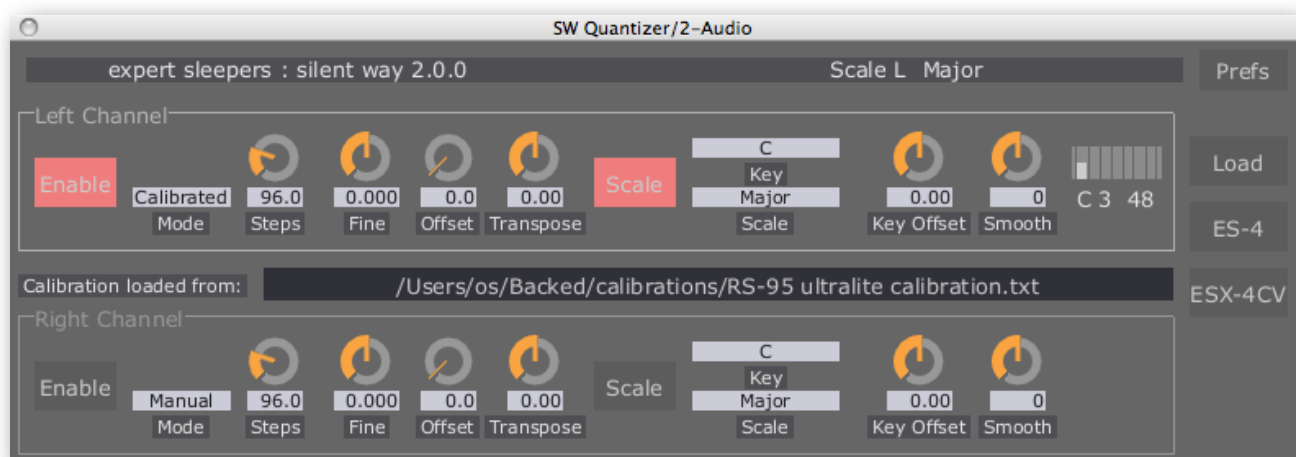 SW Quantizer/2-Audio
expert sleepers : silent way 2.0.0 Scale L Major Prefs
Left Channel
Enable Calibrated 96.0 0.000 0.0 0.00 Scale C
Key
Major 0.00 0
Mode Steps Fine Offset Transpose Scale Key Offset Smooth
C 3 48
Load
ES-4
ESX-4CV
Calibration loaded from: /Users/os/Backed/calibrations/RS-95 ultralite calibration.txt
Right Channel
Enable Manual 96.0 0.000 0.0 0.00 Scale C
Key
Major 0.00 0
Mode Steps Fine Offset Transpose Scale Key Offset Smooth